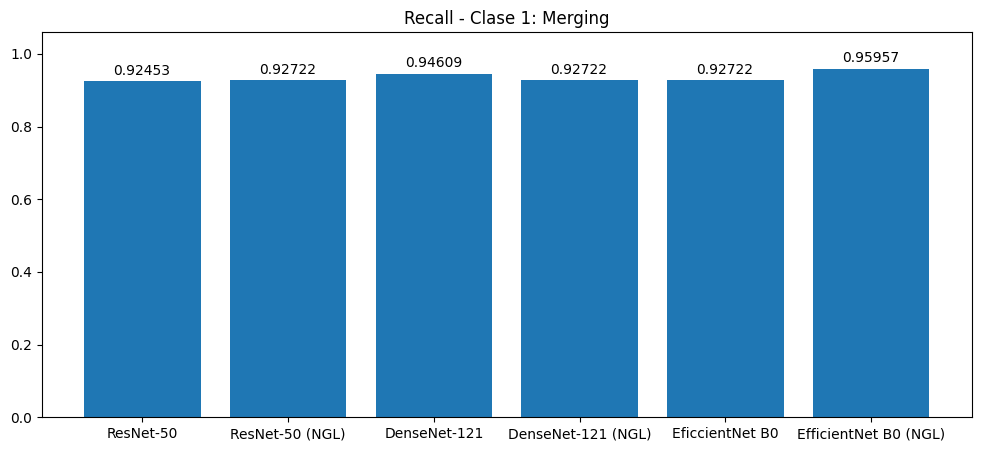 Recall - Clase 1: Merging
1.0
0.8
0.6
0.4
0.2
0.0
0.92453
0.92722
0.94609
0.92722
0.92722
0.95957
ResNet-50
ResNet-50 (NGL)
DenseNet-121
DenseNet-121 (NGL)
EficcientNet B0
EfficientNet B0 (NGL)